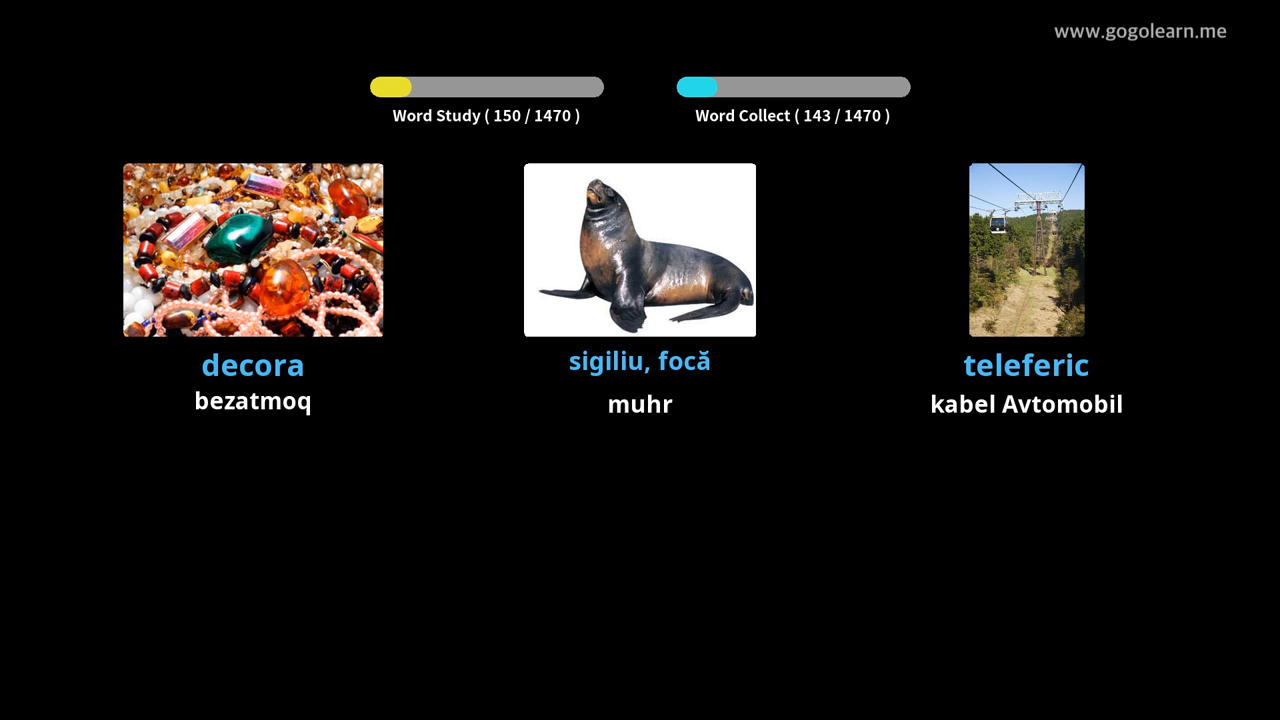 www.gogolearn.me
Word Study ( 150 / 1470 )
Word Collect ( 143 / 1470 )
decora
bezatmoq
sigiliu, focă
muhr
teleferic
kabel Avtomobil